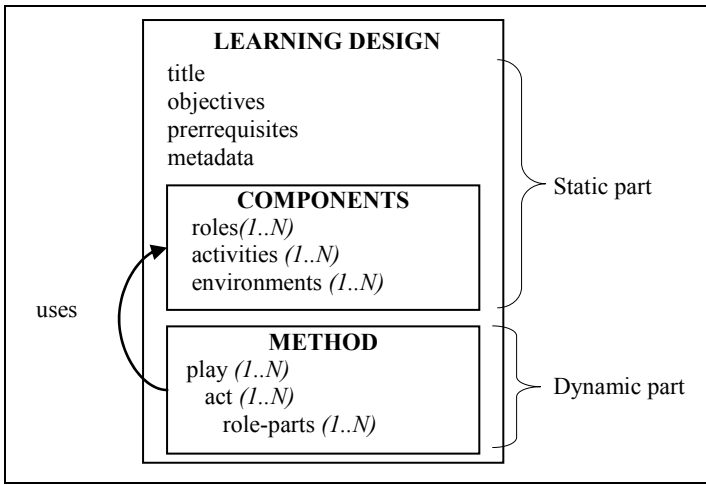 LEARNING DESIGN
title
objectives
prerrequisites
metadata
Static part
COMPONENTS
roles(1..N)
activities (1..N)
environments (1..N)
uses
METHOD
play (1..N)
act (1..N)
role-parts (1..N)
Dynamic part